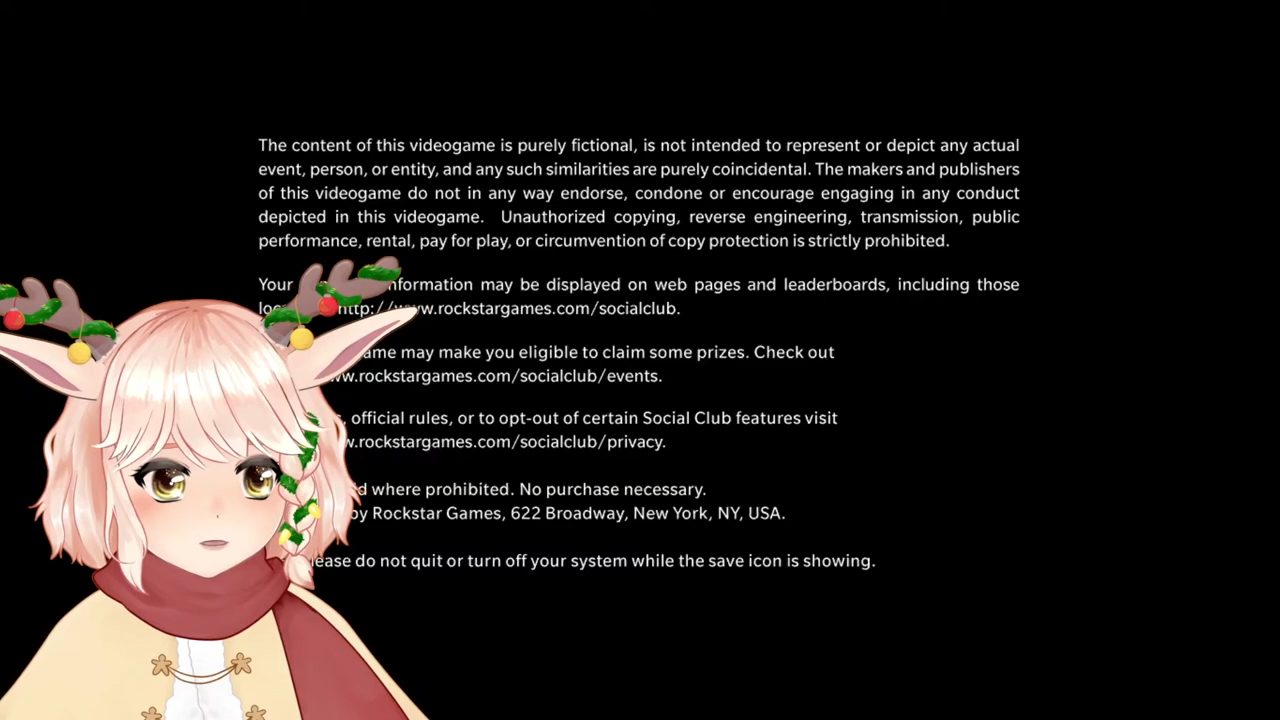 The content of this videogame is purely fictional, is not intended to represent or depict any actual
event, person, or entity, and any such similarities are purely coincidental. The makers and publishers
of this videogame do not in any way endorse, condone or encourage engaging in any conduct
depicted in this videogame. Unauthorized copying, reverse engineering, transmission, public
performance, rental, pay for play, or circumvention of copy protection is strictly prohibited.
Your information may be displayed on web pages and leaderboards, including those
http://www.rockstargames.com/socialclub.
may make you eligible to claim some prizes. Check out
www.rockstargames.com/socialclub/events.
official rules, or to opt-out of certain Social Club features visit
www.rockstargames.com/socialclub/privacy.
where prohibited. No purchase necessary.
by Rockstar Games, 622 Broadway, New York, NY, USA.
do not quit or turn off your system while the save icon is showing.